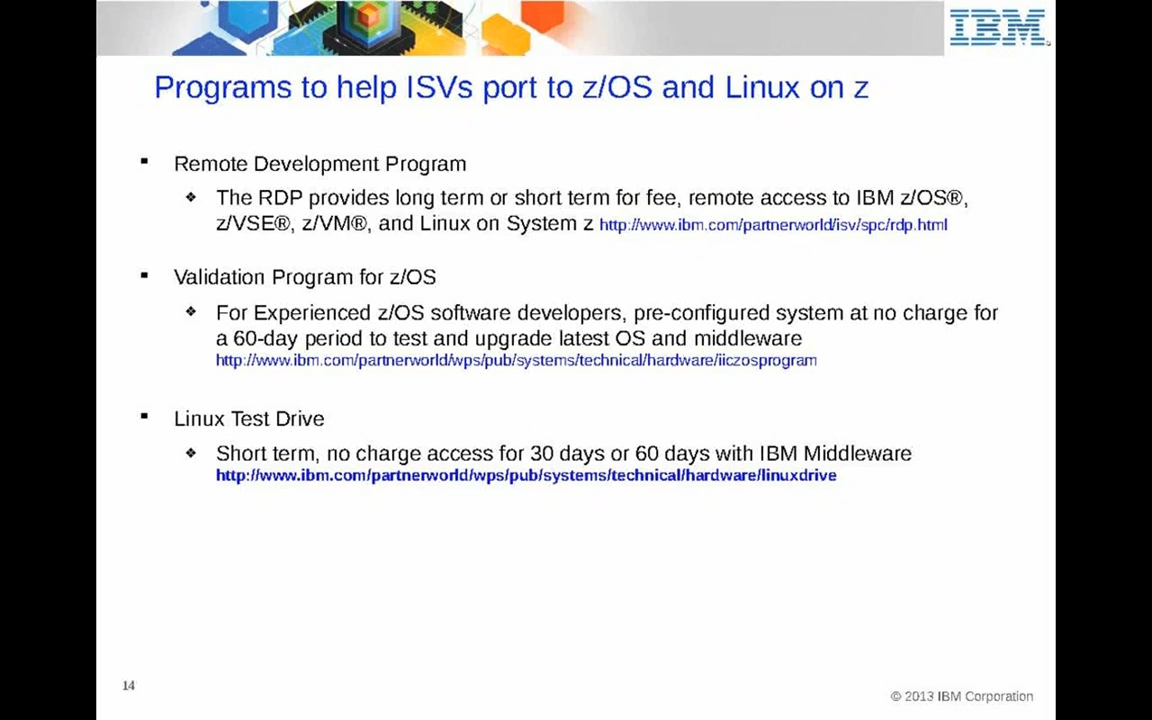 IBM
Programs to help ISVs port to z/OS and Linux on z
Remote Development Program
The RDP provides long term or short term for fee, remote access to IBM z/OS®,
z/VSE®, z/VM®, and Linux on System z http://www.ibm.com/partnerworld/isv/spc/rdp.html
Validation Program for z/OS
For Experienced z/OS software developers, pre-configured system at no charge for
a 60-day period to test and upgrade latest OS and middleware
http://www.ibm.com/partnerworld/wps/pub/systems/technical/hardware/iiczosprogram
Linux Test Drive
Short term, no charge access for 30 days or 60 days with IBM Middleware
http://www.ibm.com/partnerworld/wps/pub/systems/technical/hardware/linuxdrive
14
© 2013 IBM Corporation